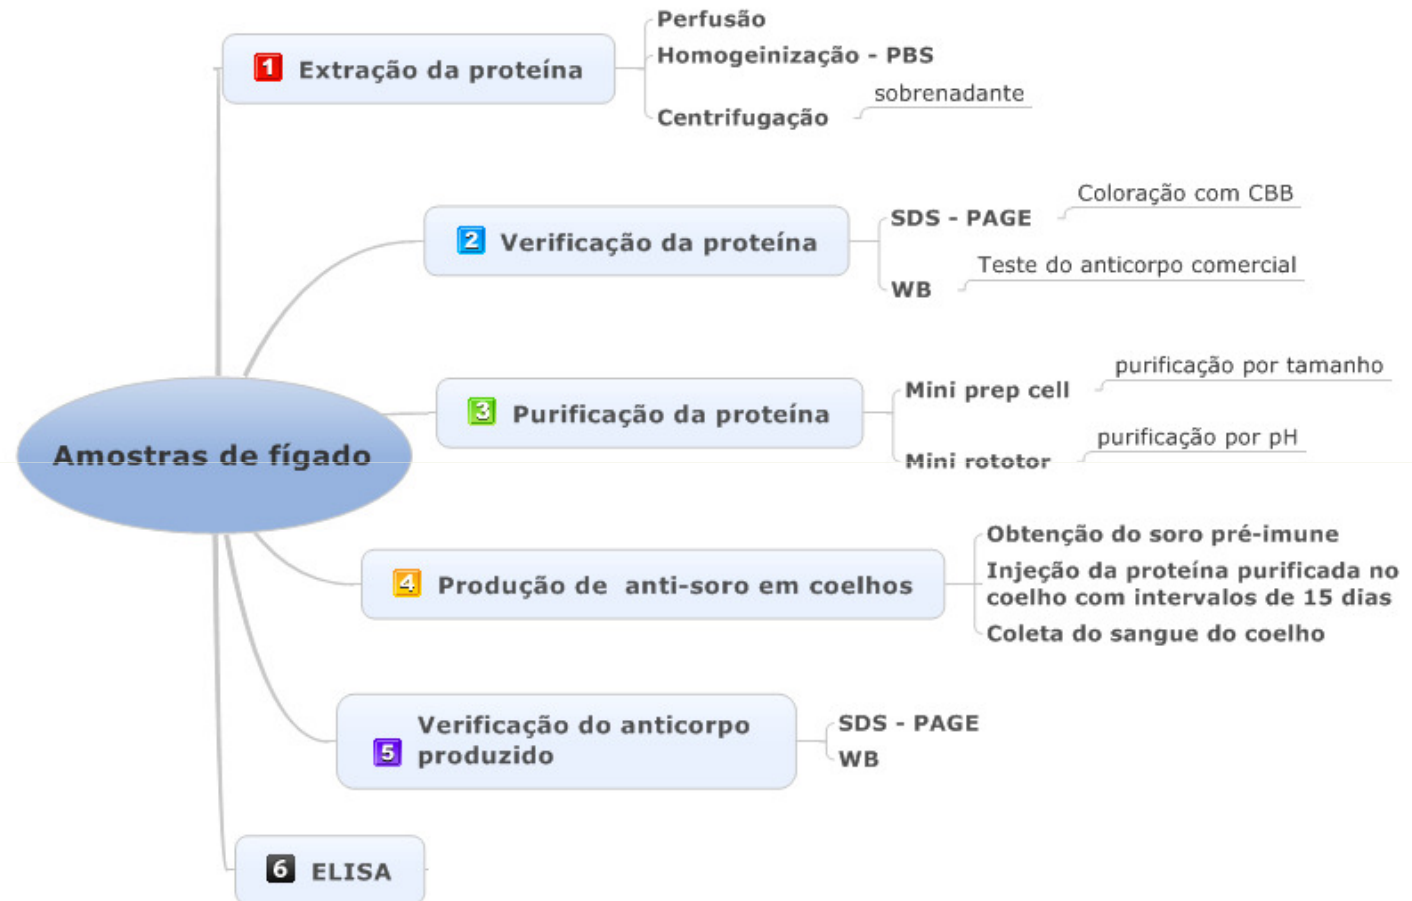 Perfusão
1 Extração da proteína
Homogeinização - PBS
sobrenadante
Centrifugação
Coloração com CBB
SDS - PAGE
2 Verificação da proteína
Teste do anticorpo comercial
WB
purificação por tamanho
Mini prep cell
3 Purificação da proteína
purificação por pH
Mini rototor
Amostras de fígado
Obtenção do soro pré-imune
4 Produção de anti-soro em coelhos
Injeção da proteína purificada no
coelho com intervalos de 15 dias
Coleta do sangue do coelho
5 Verificação do anticorpo
produzido
SDS - PAGE
WB
6 ELISA